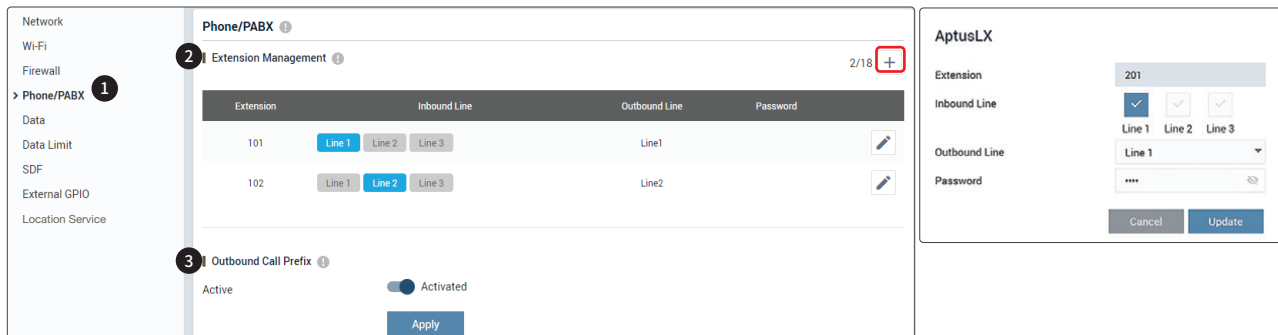 Network
Wi-Fi
Firewall
Phone/PABX
1
Data
Data Limit
SDF
External GPIO
Location Service
Phone/PABX
2
Extension Management
2/18 +
Extension Inbound Line Outbound Line Password
101 Line 1 Line 2 Line 3 Line1
102 Line 1 Line 2 Line 3 Line2
3
Outbound Call Prefix
Active Activated
Apply
AptusLX
Extension 201
Inbound Line
Line 1 Line 2 Line 3
Outbound Line Line 1
Password ••••
Cancel Update